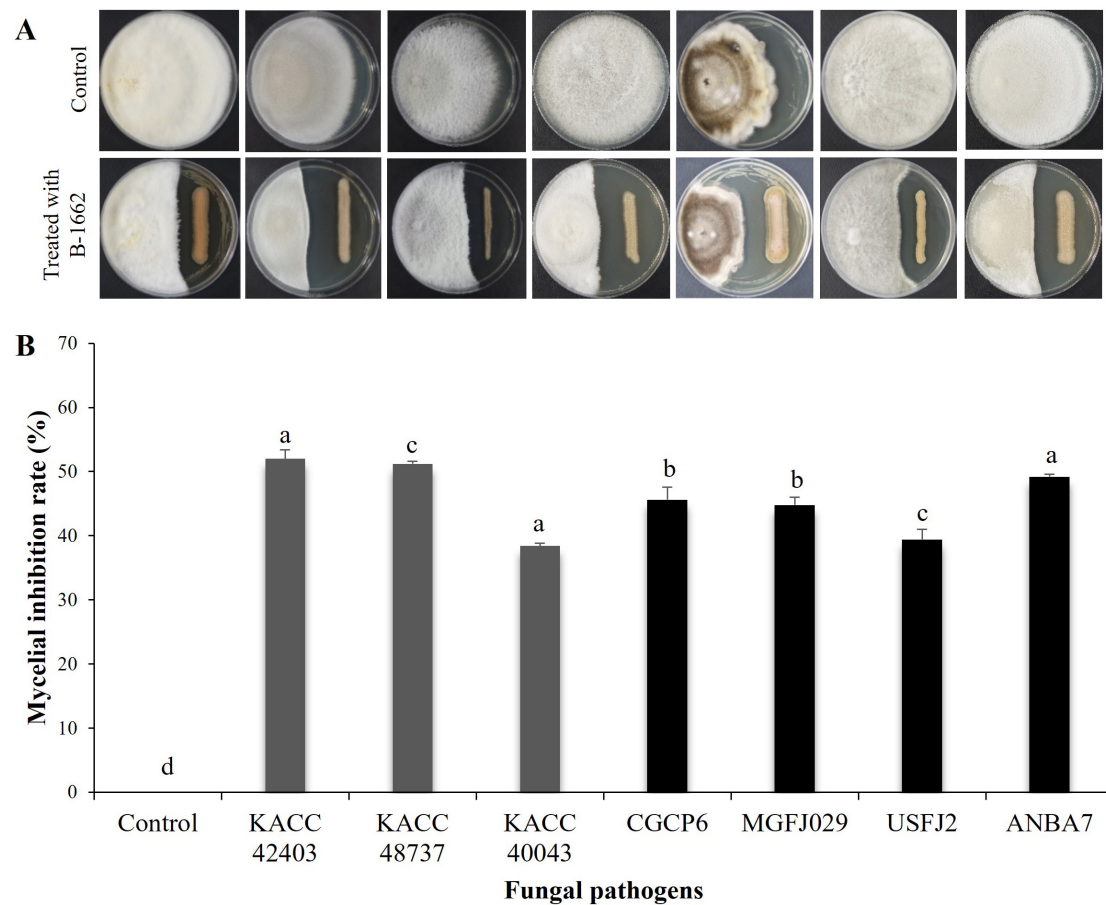 A
Control
Treated with
B-1662
B
Mycelial inhibition rate (%)
70
60
50
40
30
20
10
0
d
a
c
a
b
b
c
a
Control
KACC
42403
KACC
48737
KACC
40043
CGCP6
MGFJ029
USFJ2
ANBA7
Fungal pathogens